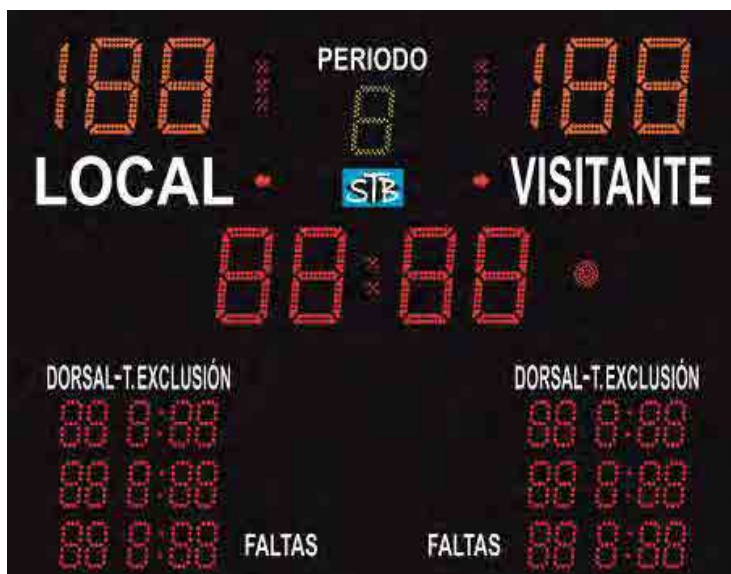 188 PERIODO 188
8
LOCAL STB VISITANTE
88:88
DORSAL-T.EXCLUSIÓN DORSAL-T.EXCLUSIÓN
88 8:88 88 8:88
88 8:88 88 8:88
88 8:88 FALTAS FALTAS 88 8:88